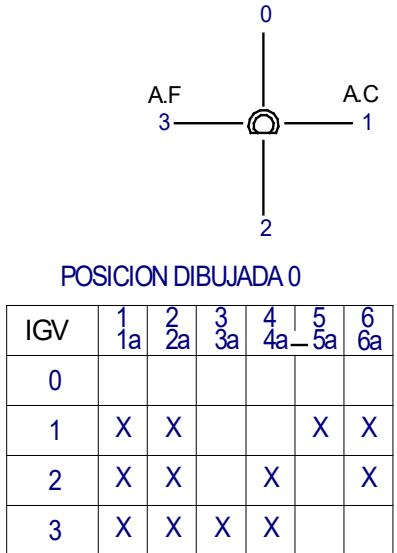 0
A.F A.C
3 1
2
POSICION DIBUJADA 0
IGV 1 2 3 4 5 6
1a 2a 3a 4a – 5a 6a
0
1 X X X X
2 X X X X
3 X X X X